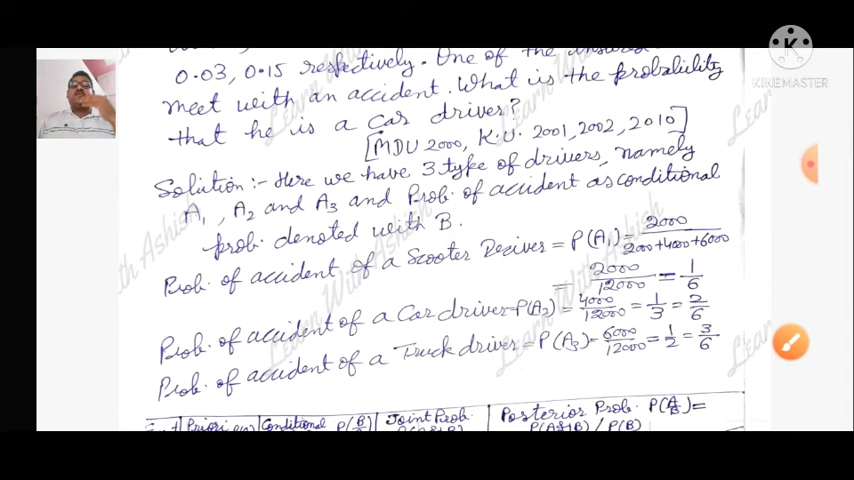 0.03, 0.15 respectively. One of the insured
meet with an accident. What is the probability
that he is a car driver?
[MDU 2000, K.U. 2001, 2002, 2010]
Solution:- Here we have 3 type of drivers, namely
A1, A2 and A3 and Prob. of accident as conditional
prob. denoted with B.
Prob. of accident of a Scooter Deciver = P(A1) = 2000 / 2000+4000+6000
= 2000/12000 = 1/6
Prob. of accident of a Car driver = P(A2) = 4000/12000 = 1/3 = 2/6
Prob. of accident of a Truck driver = P(A3) = 6000/12000 = 1/2 = 3/6
Conditional P(B/ Joint Prob. Posterior Prob. P(A/B) =
/ P(B)
K
KINEMASTER
Learn With Ashish